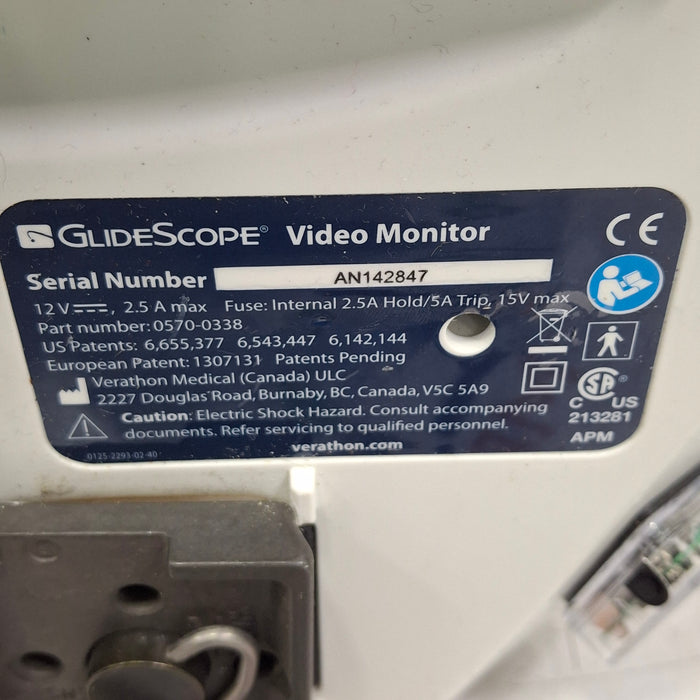 GLIDESCOPE® Video Monitor
CE
Serial Number AN142847
12 V ⎓, 2.5 A max Fuse: Internal 2.5A Hold/5A Trip, 15V max
Part number: 0570-0338
US Patents: 6,655,377 6,543,447 6,142,144
European Patent: 1307131 Patents Pending
Verathon Medical (Canada) ULC
2227 Douglas Road, Burnaby, BC, Canada, V5C 5A9
Caution: Electric Shock Hazard. Consult accompanying
documents. Refer servicing to qualified personnel.
verathon.com
0125-2293-02-40
SA®
C US
213281
APM